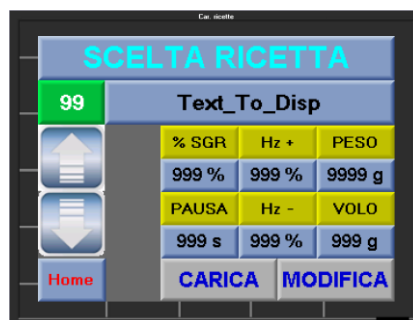 Car. ricette
SCELTA RICETTA
99 Text_To_Disp
% SGR Hz + PESO
999 % 999 % 9999 g
PAUSA Hz - VOLO
999 s 999 % 999 g
Home CARICA MODIFICA